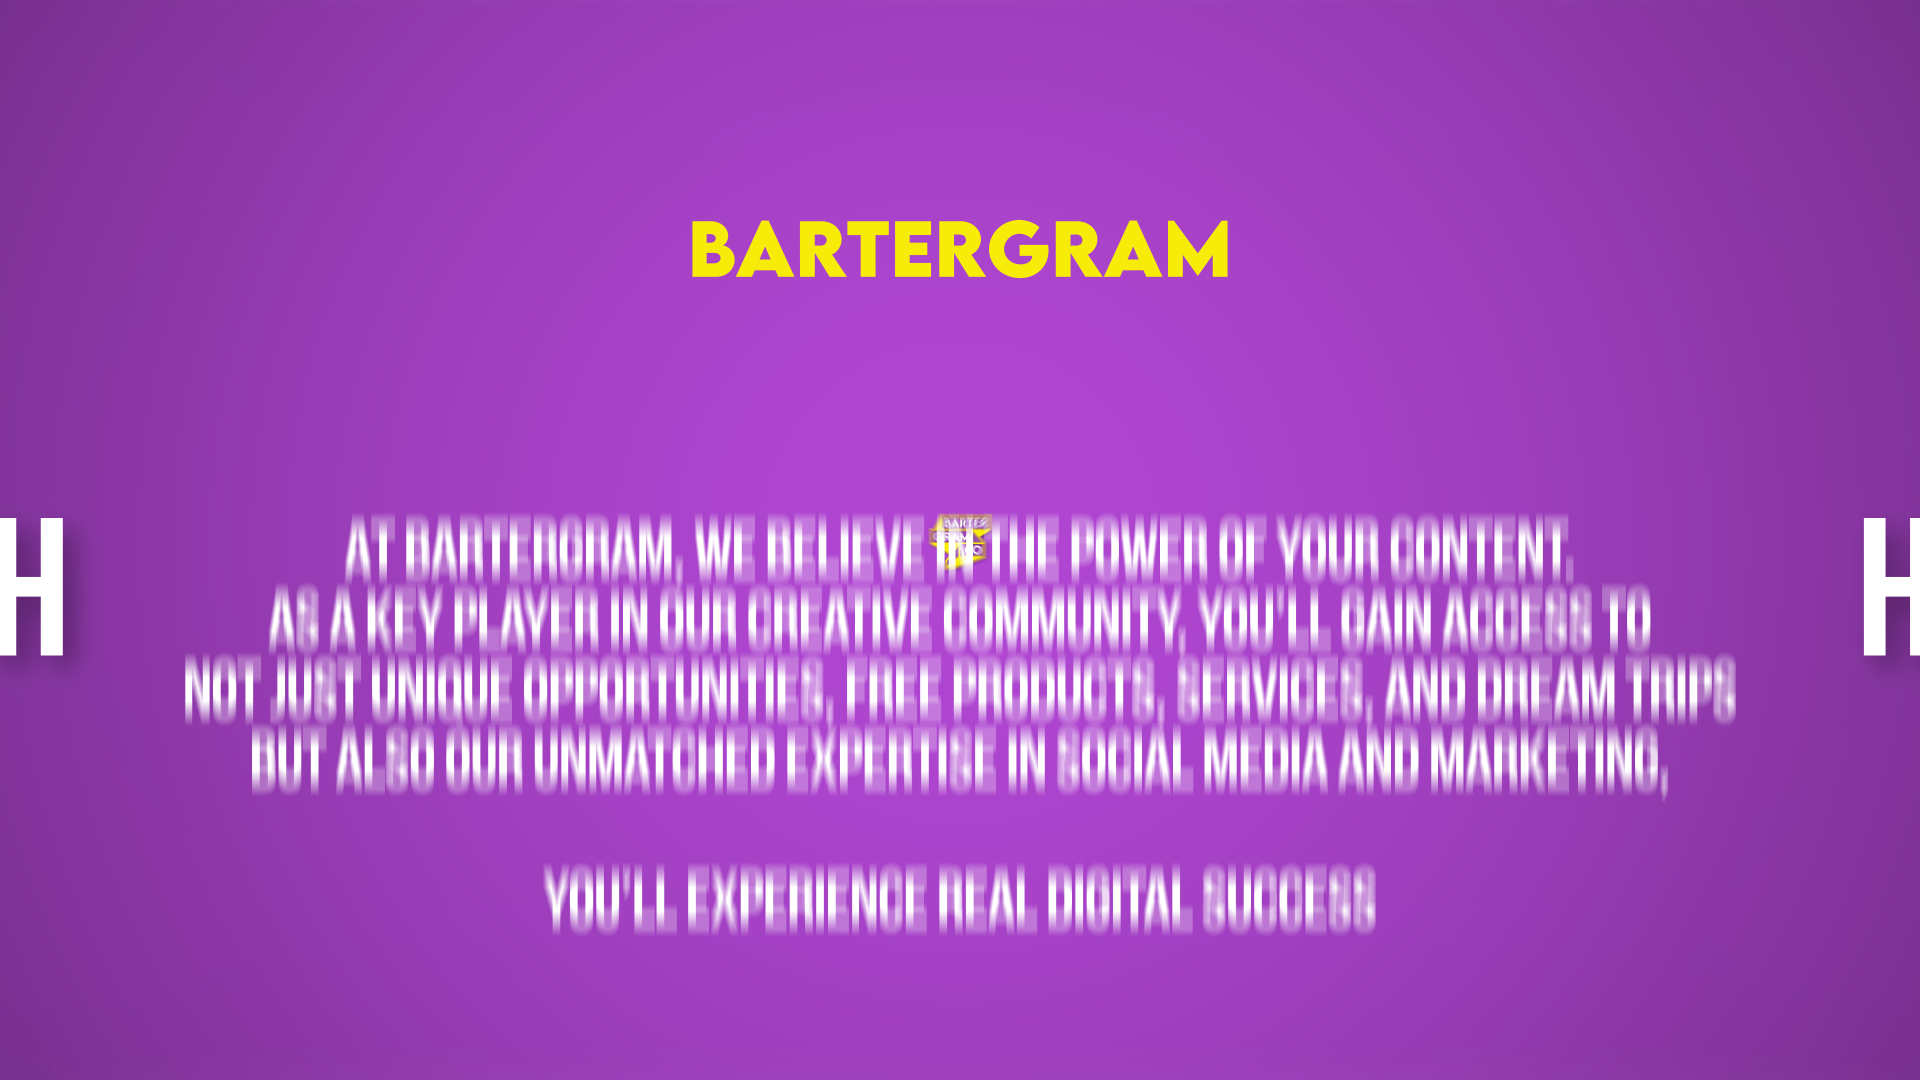 BARTERGRAM
AT BARTERGRAM, WE BELIEVE IN THE POWER OF YOUR CONTENT.
AS A KEY PLAYER IN OUR CREATIVE COMMUNITY, YOU'LL GAIN ACCESS TO
H H
NOT JUST UNIQUE OPPORTUNITIES, FREE PRODUCTS, SERVICES, AND DREAM TRIPS
BUT ALSO OUR UNMATCHED EXPERTISE IN SOCIAL MEDIA AND MARKETING,
YOU'LL EXPERIENCE REAL DIGITAL SUCCESS